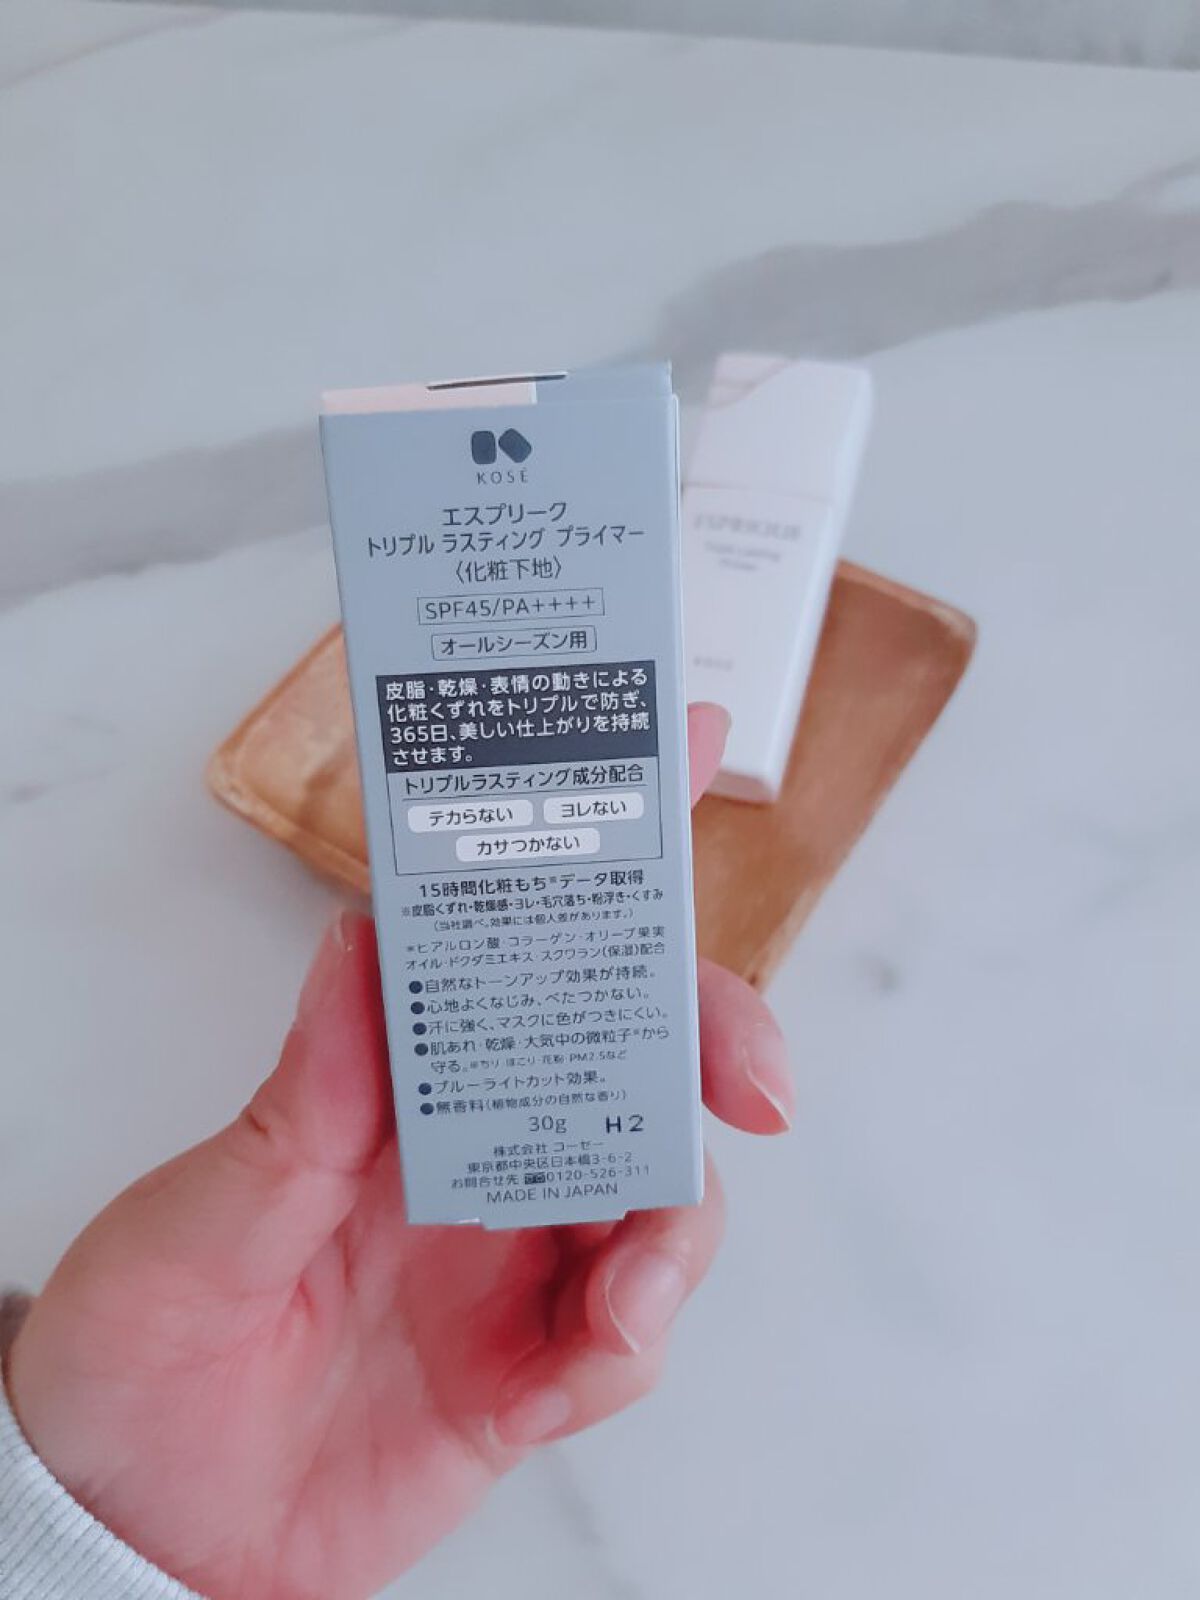 KOSÉ
エスプリーク
トリプル ラスティング プライマー
〈化粧下地〉
SPF45/PA++++
オールシーズン用
皮脂・乾燥・表情の動きによる
化粧くずれをトリプルで防ぎ、
365日、美しい仕上がりを持続
させます。
トリプルラスティング成分配合
テカらない ヨレない
カサつかない
15時間化粧もち※データ取得
※皮脂くずれ・乾燥感・ヨレ・毛穴落ち・粉浮き・くすみ
(当社調べ。効果には個人差があります。)
*ヒアルロン酸・コラーゲン・オリーブ果実
オイル・ドクダミエキス・スクワラン(保湿)配合
●自然なトーンアップ効果が持続。
●心地よくなじみ、べたつかない。
●汗に強く、マスクに色がつきにくい。
●肌あれ・乾燥・大気中の微粒子※から
守る。※ちり・ほこり・花粉・PM2.5など
●ブルーライトカット効果。
●無香料(植物成分の自然な香り)
30g H2
株式会社 コーセー
東京都中央区日本橋3-6-2
お問合せ先 0120-526-311
MADE IN JAPAN
ESPRIQUE
Triple Lasting
Primer
KOSÉ